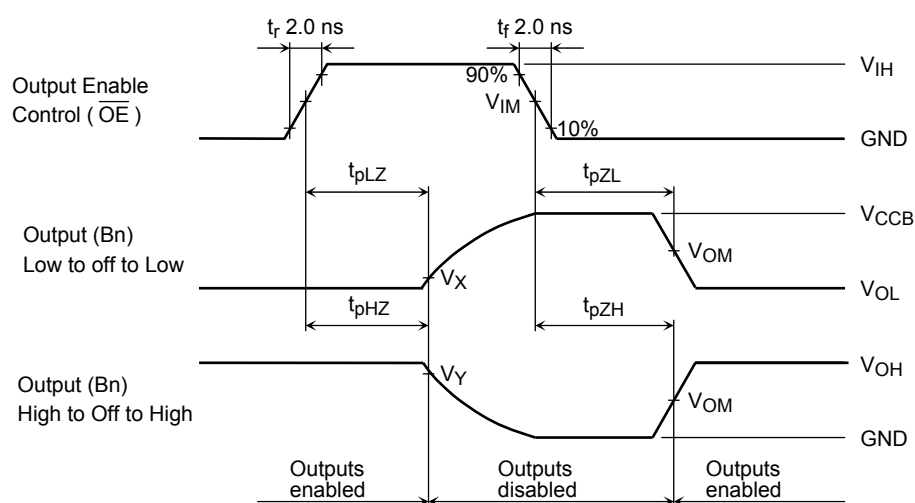 tr 2.0 ns
tf 2.0 ns
Output Enable
Control ( OE )
90%
VIM
10%
VIH
GND
tpLZ
tpZL
Output (Bn)
Low to off to Low
VX
VOM
VCCB
VOL
tpHZ
tpZH
Output (Bn)
High to Off to High
VY
VOM
VOH
GND
Outputs
enabled
Outputs
disabled
Outputs
enabled